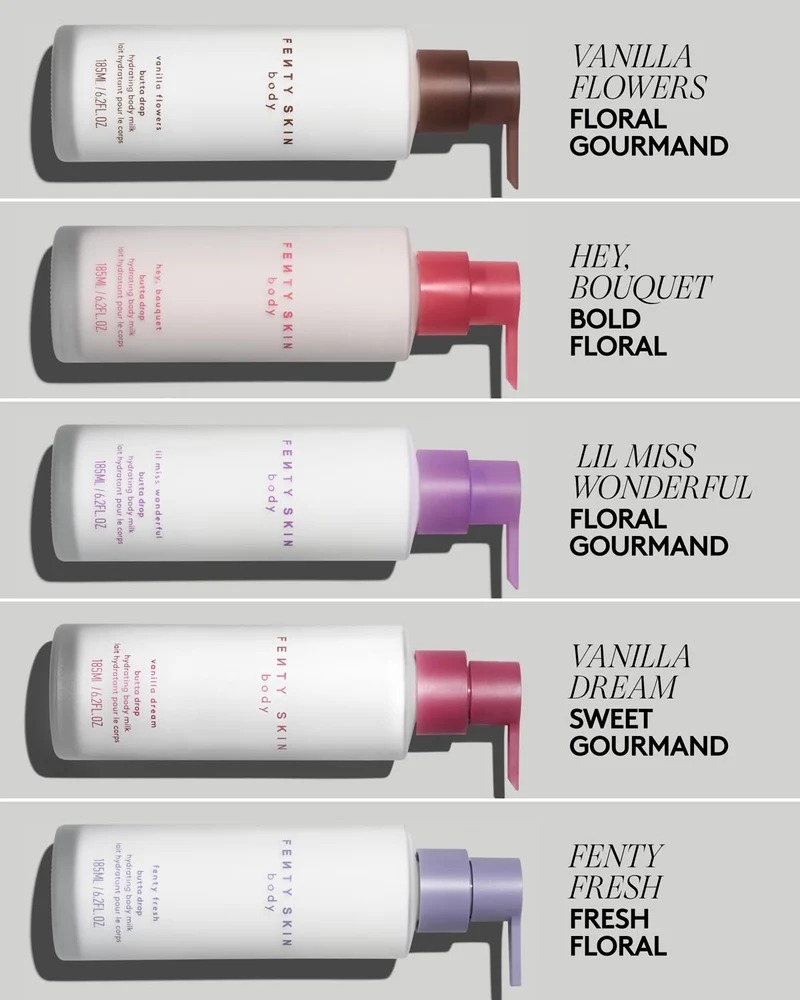 FENTY SKIN
body
vanilla flowers
butta drop
hydrating body milk
lait hydratant pour le corps
185ML / 6.2FL.OZ.
VANILLA
FLOWERS
FLORAL
GOURMAND
FENTY SKIN
body
hey, bouquet
butta drop
hydrating body milk
lait hydratant pour le corps
185ML / 6.2FL.OZ.
HEY,
BOUQUET
BOLD
FLORAL
FENTY SKIN
body
lil miss wonderful
butta drop
hydrating body milk
lait hydratant pour le corps
185ML / 6.2FL.OZ.
LIL MISS
WONDERFUL
FLORAL
GOURMAND
FENTY SKIN
body
vanilla dream
butta drop
hydrating body milk
lait hydratant pour le corps
185ML / 6.2FL.OZ.
VANILLA
DREAM
SWEET
GOURMAND
FENTY SKIN
body
fenty fresh
butta drop
hydrating body milk
lait hydratant pour le corps
185ML / 6.2FL.OZ.
FENTY
FRESH
FRESH
FLORAL